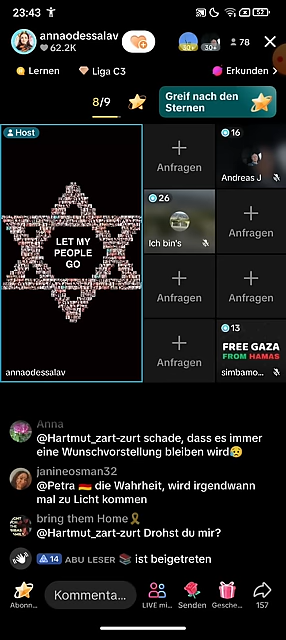 23:43
52
annaodessalav
62.2K
30+
30+
78
Lernen
Liga C3
Erkunden >
8/9
Greif nach den
Sternen
Host
LET MY
PEOPLE
GO
annaodessalav
Anfragen
16
Andreas J
26
Ich bin's
Anfragen
Anfragen
Anfragen
Anfragen
13
FREE GAZA
FROM HAMAS
simbamo...
Anna
@Hartmut_zart-zurt schade, dass es immer
eine Wunschvorstellung bleiben wird😥
janineosman32
@Petra 🇩🇪 die Wahrheit, wird irgendwann
mal zu Licht kommen
bring them Home🎗
@Hartmut_zart-zurt Drohst du mir?
14 ABU LESER 📚 ist beigetreten
Kommenta...
Abonn...
LIVE mi...
Senden
Gesche...
157